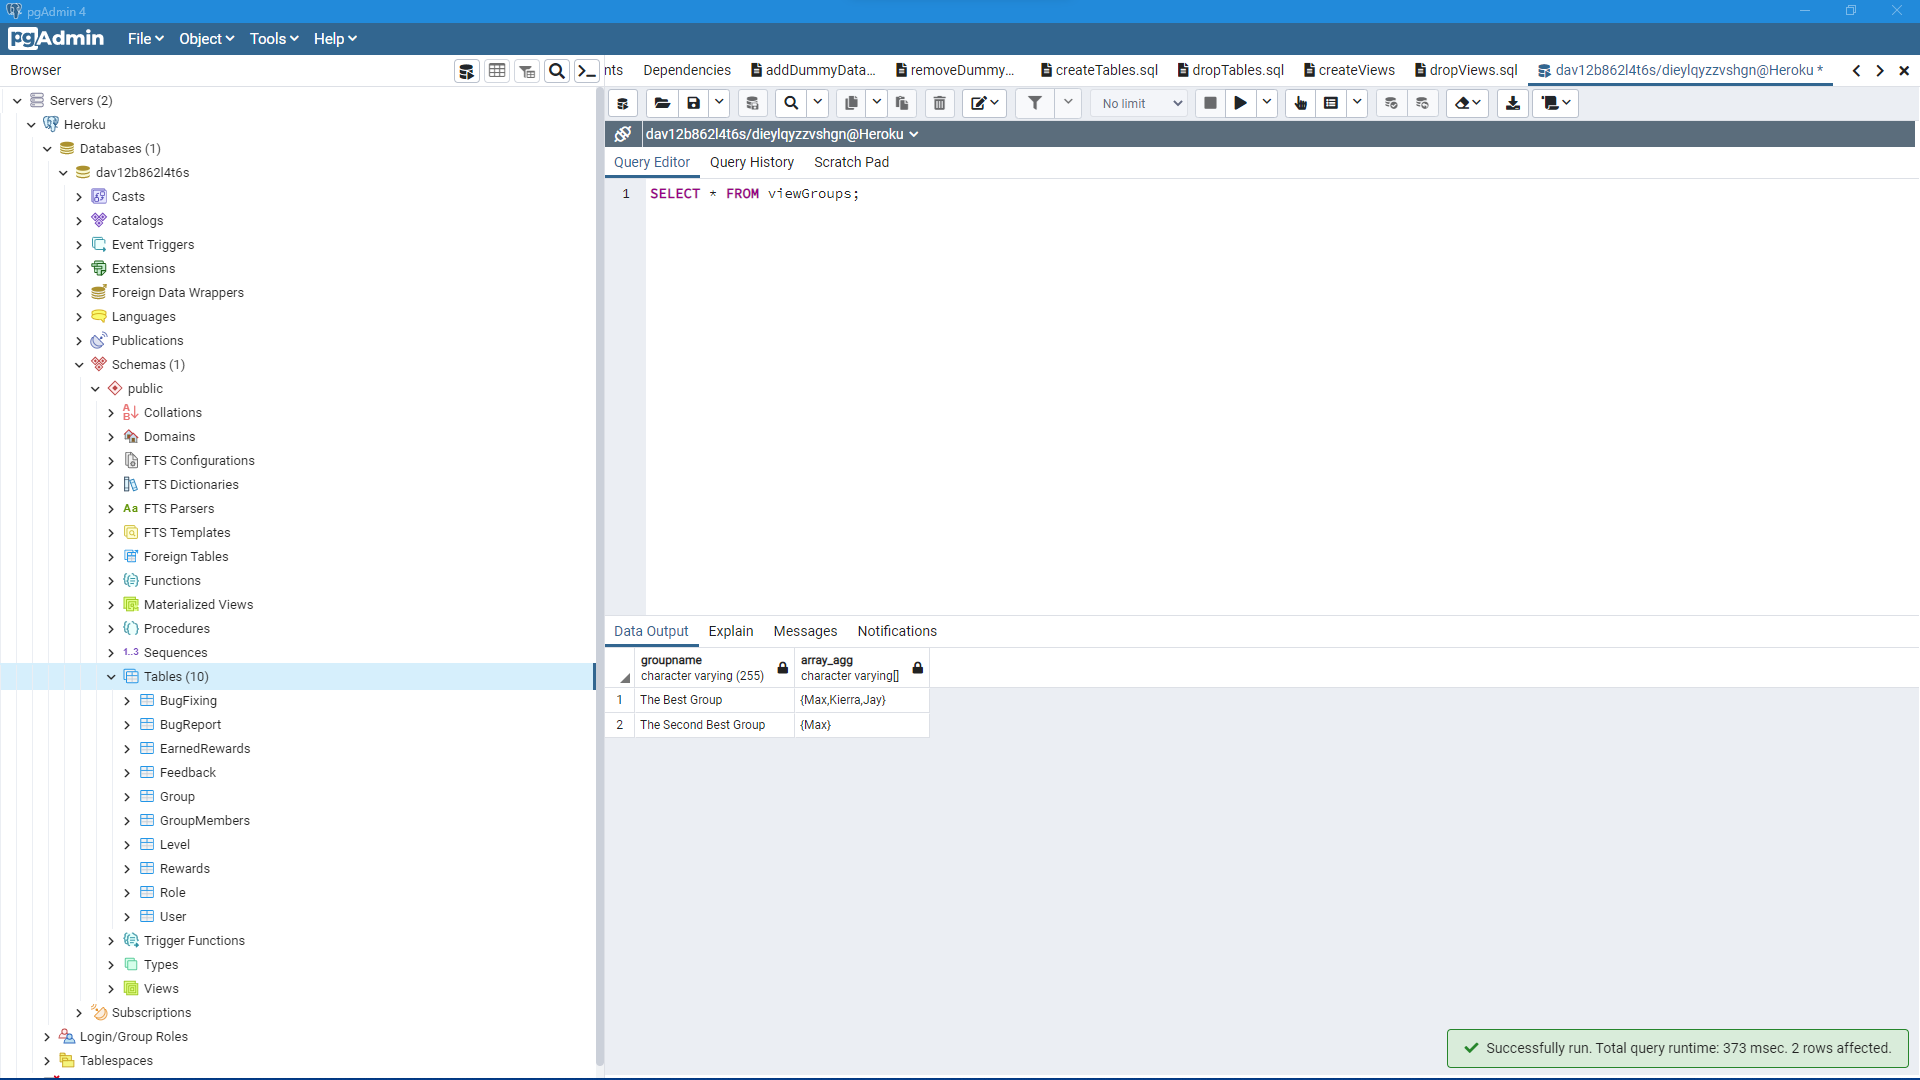 pgAdmin 4
pgAdmin File Object Tools Help
Browser
nts Dependencies addDummyData... removeDummy... createTables.sql dropTables.sql createViews dropViews.sql dav12b862l4t6s/dieylqyzzvshgn@Heroku *
Servers (2)
Heroku
Databases (1)
dav12b862l4t6s
Casts
Catalogs
Event Triggers
Extensions
Foreign Data Wrappers
Languages
Publications
Schemas (1)
public
Collations
Domains
FTS Configurations
FTS Dictionaries
Aa FTS Parsers
FTS Templates
Foreign Tables
Functions
Materialized Views
Procedures
1..3 Sequences
Tables (10)
BugFixing
BugReport
EarnedRewards
Feedback
Group
GroupMembers
Level
Rewards
Role
User
Trigger Functions
Types
Views
Subscriptions
Login/Group Roles
Tablespaces
No limit
dav12b862l4t6s/dieylqyzzvshgn@Heroku
Query Editor Query History Scratch Pad
1 SELECT * FROM viewGroups;
Data Output Explain Messages Notifications
groupname array_agg
character varying (255) character varying[]
1 The Best Group {Max,Kierra,Jay}
2 The Second Best Group {Max}
Successfully run. Total query runtime: 373 msec. 2 rows affected.